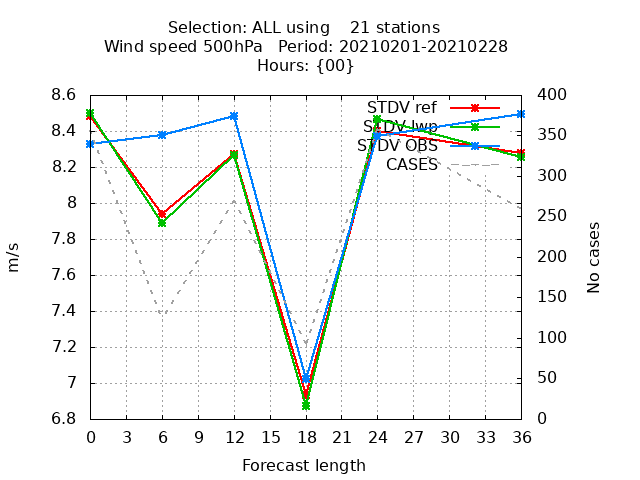 Selection: ALL using 21 stations
Wind speed 500hPa Period: 20210201-20210228
Hours: {00}
8.6
8.4
8.2
8
7.8
7.6
7.4
7.2
7
6.8
m/s
400
350
300
250
200
150
100
50
0
No cases
STDV ref
STDV lwp
STDV OBS
CASES
0 3 6 9 12 15 18 21 24 27 30 33 36
Forecast length